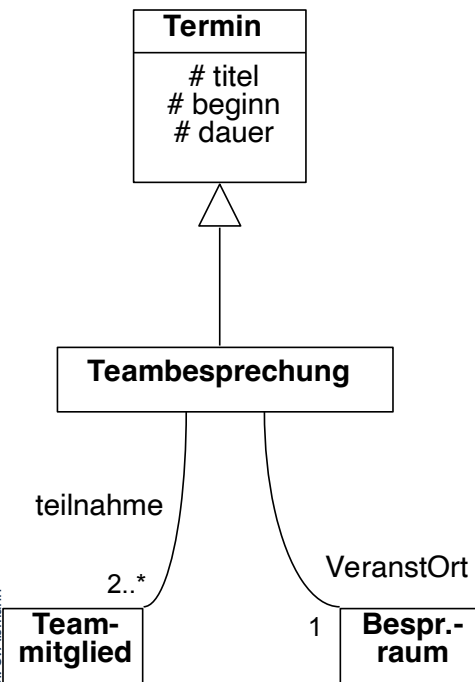 Termin
# titel
# beginn
# dauer
Teambesprechung
teilnahme
VeranstOrt
2..*
1
Team-
mitglied
Bespr.-
raum